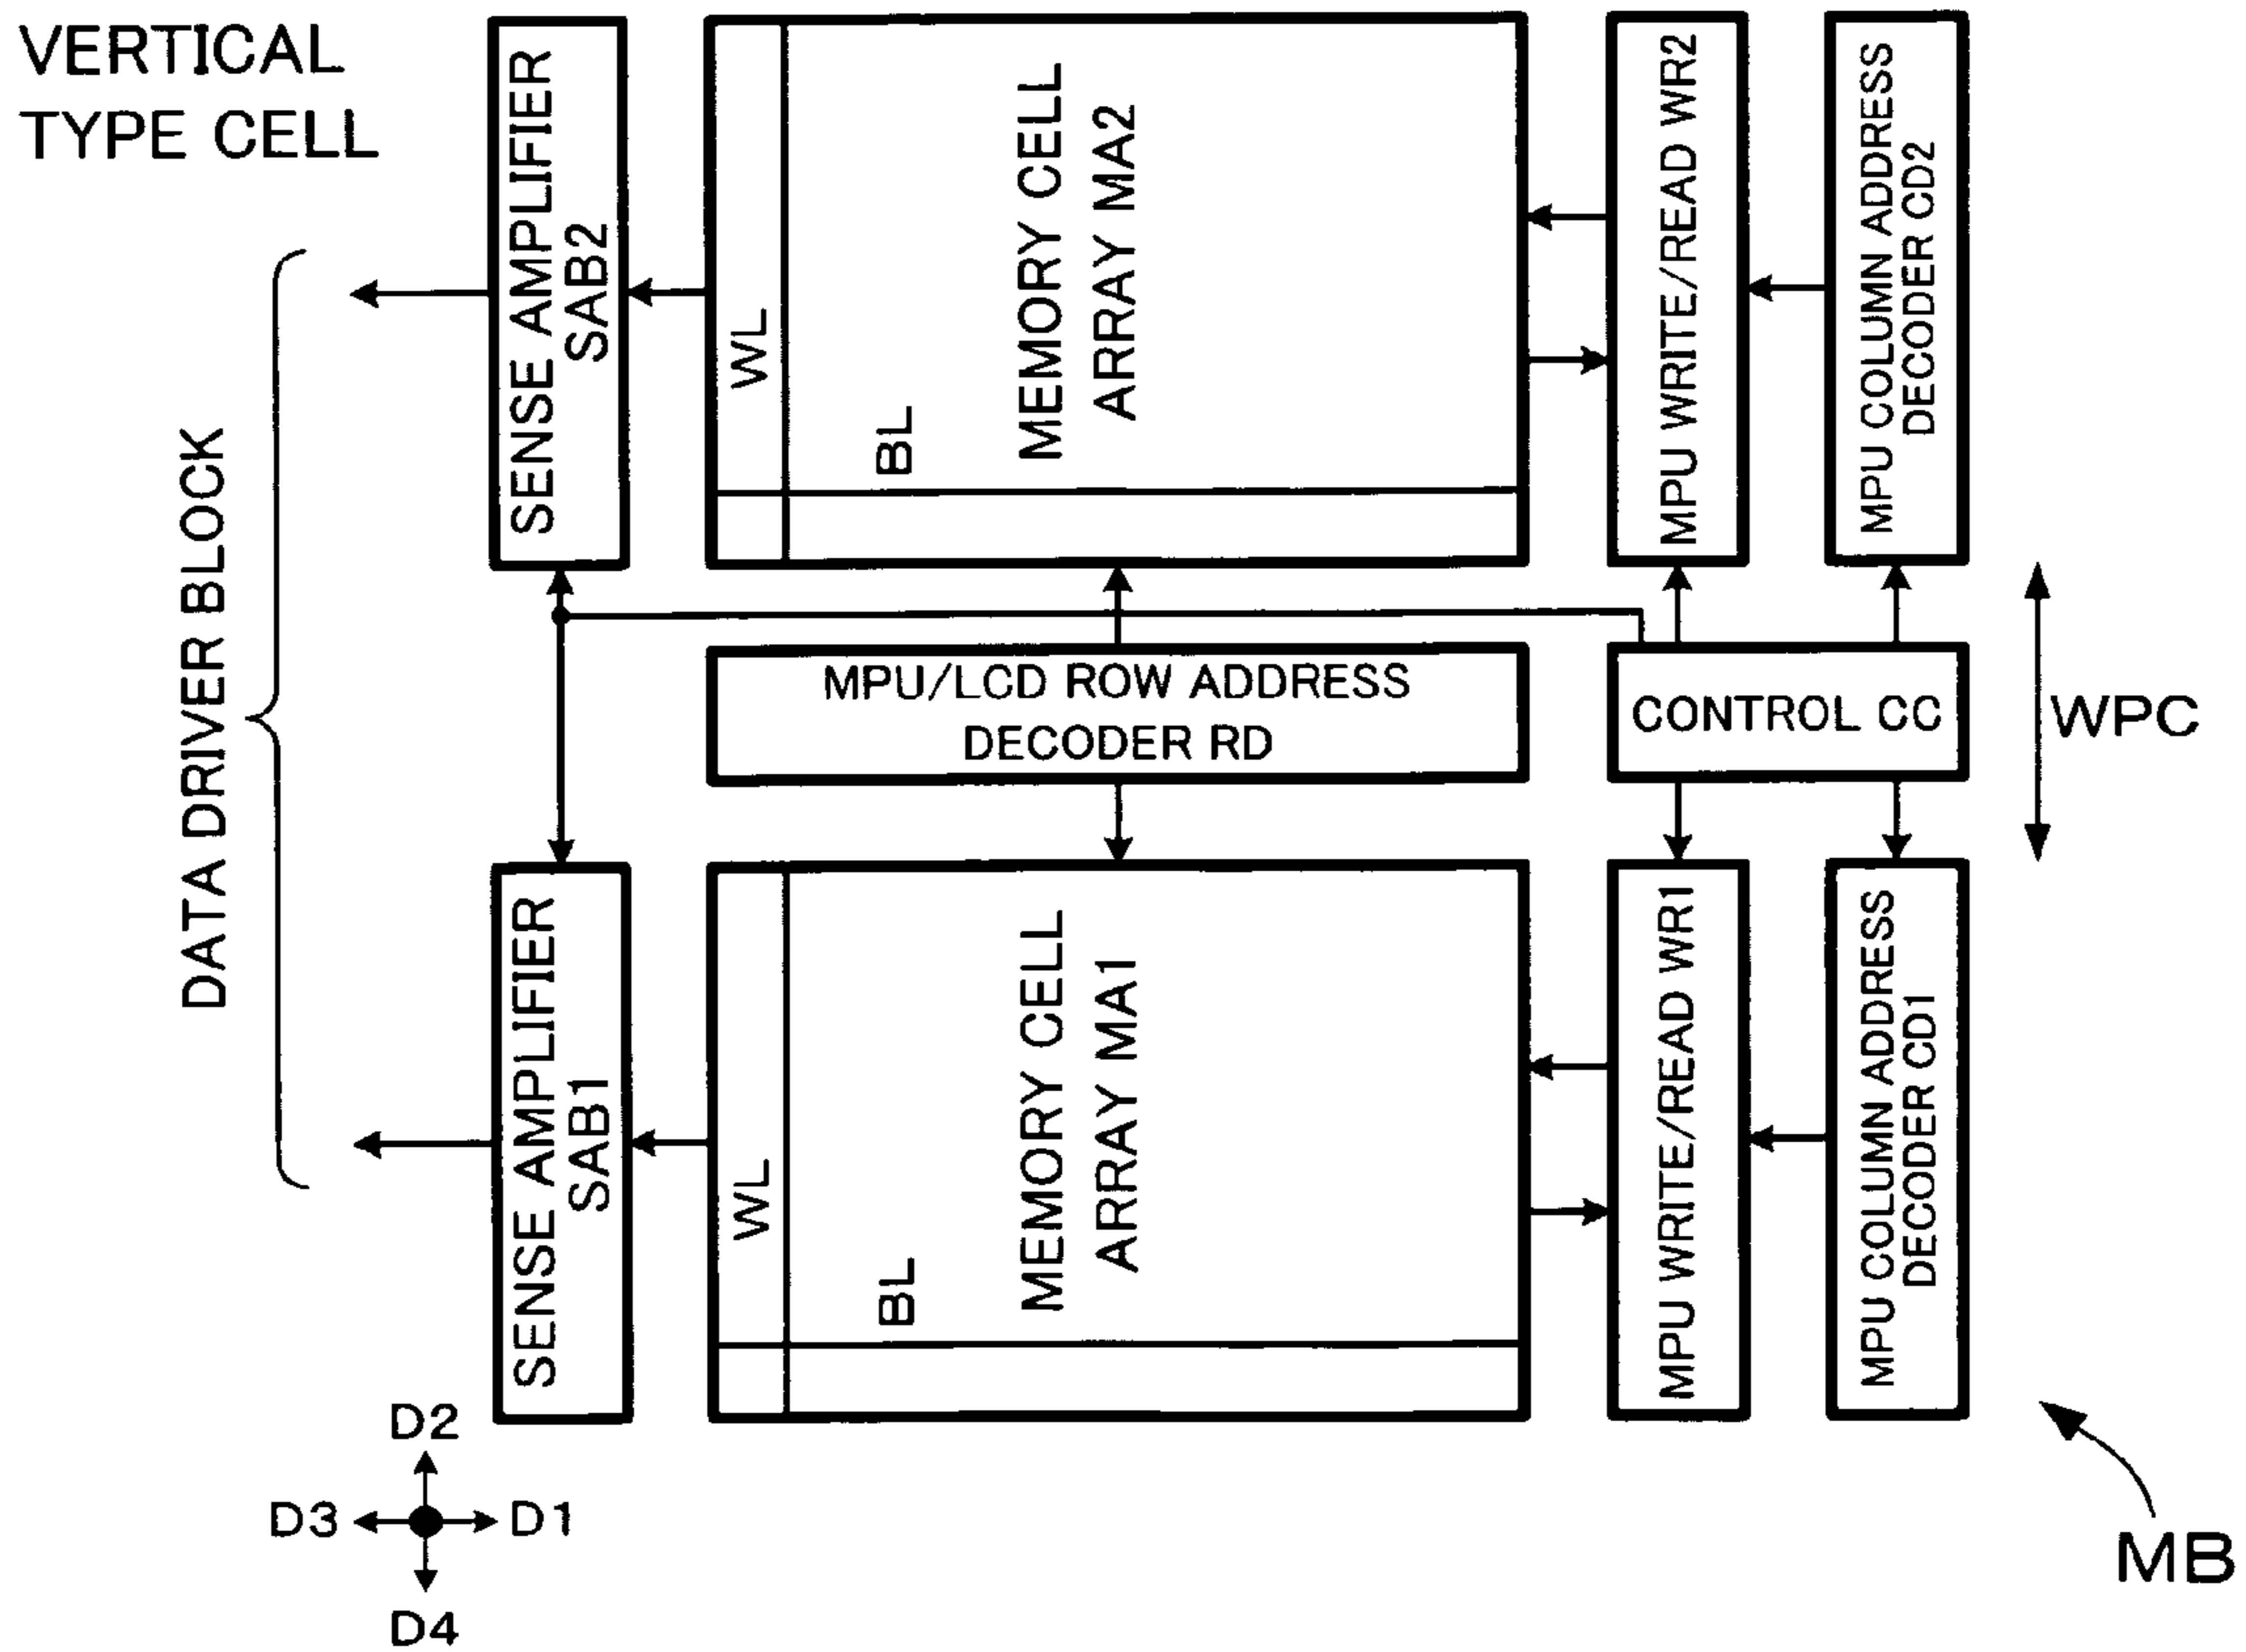 VERTICAL
TYPE CELL
DATA DRIVER BLOCK
SENSE AMPLIFIER
SAB2
WL
BL
MEMORY CELL
ARRAY MA2
MPU WRITE/READ WR2
MPU COLUMN ADDRESS
DECODER CD2
MPU/LCD ROW ADDRESS
DECODER RD
CONTROL CC
WPC
SENSE AMPLIFIER
SAB1
WL
BL
MEMORY CELL
ARRAY MA1
MPU WRITE/READ WR1
MPU COLUMN ADDRESS
DECODER CD1
D2
D3
D1
D4
MB